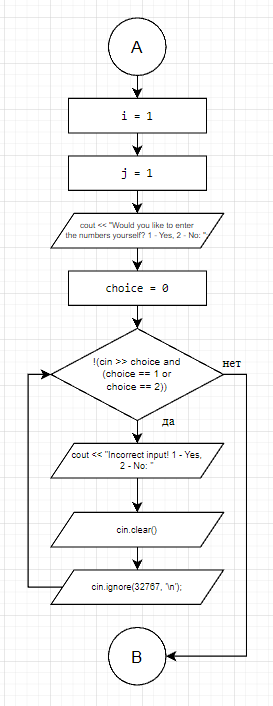 A
i = 1
j = 1
cout << "Would you like to enter
the numbers yourself? 1 - Yes, 2 - No: "
choice = 0
!(cin >> choice and
(choice == 1 or
choice == 2))
нет
да
cout << "Incorrect input! 1 - Yes,
2 - No: "
cin.clear()
cin.ignore(32767, '\n');
B